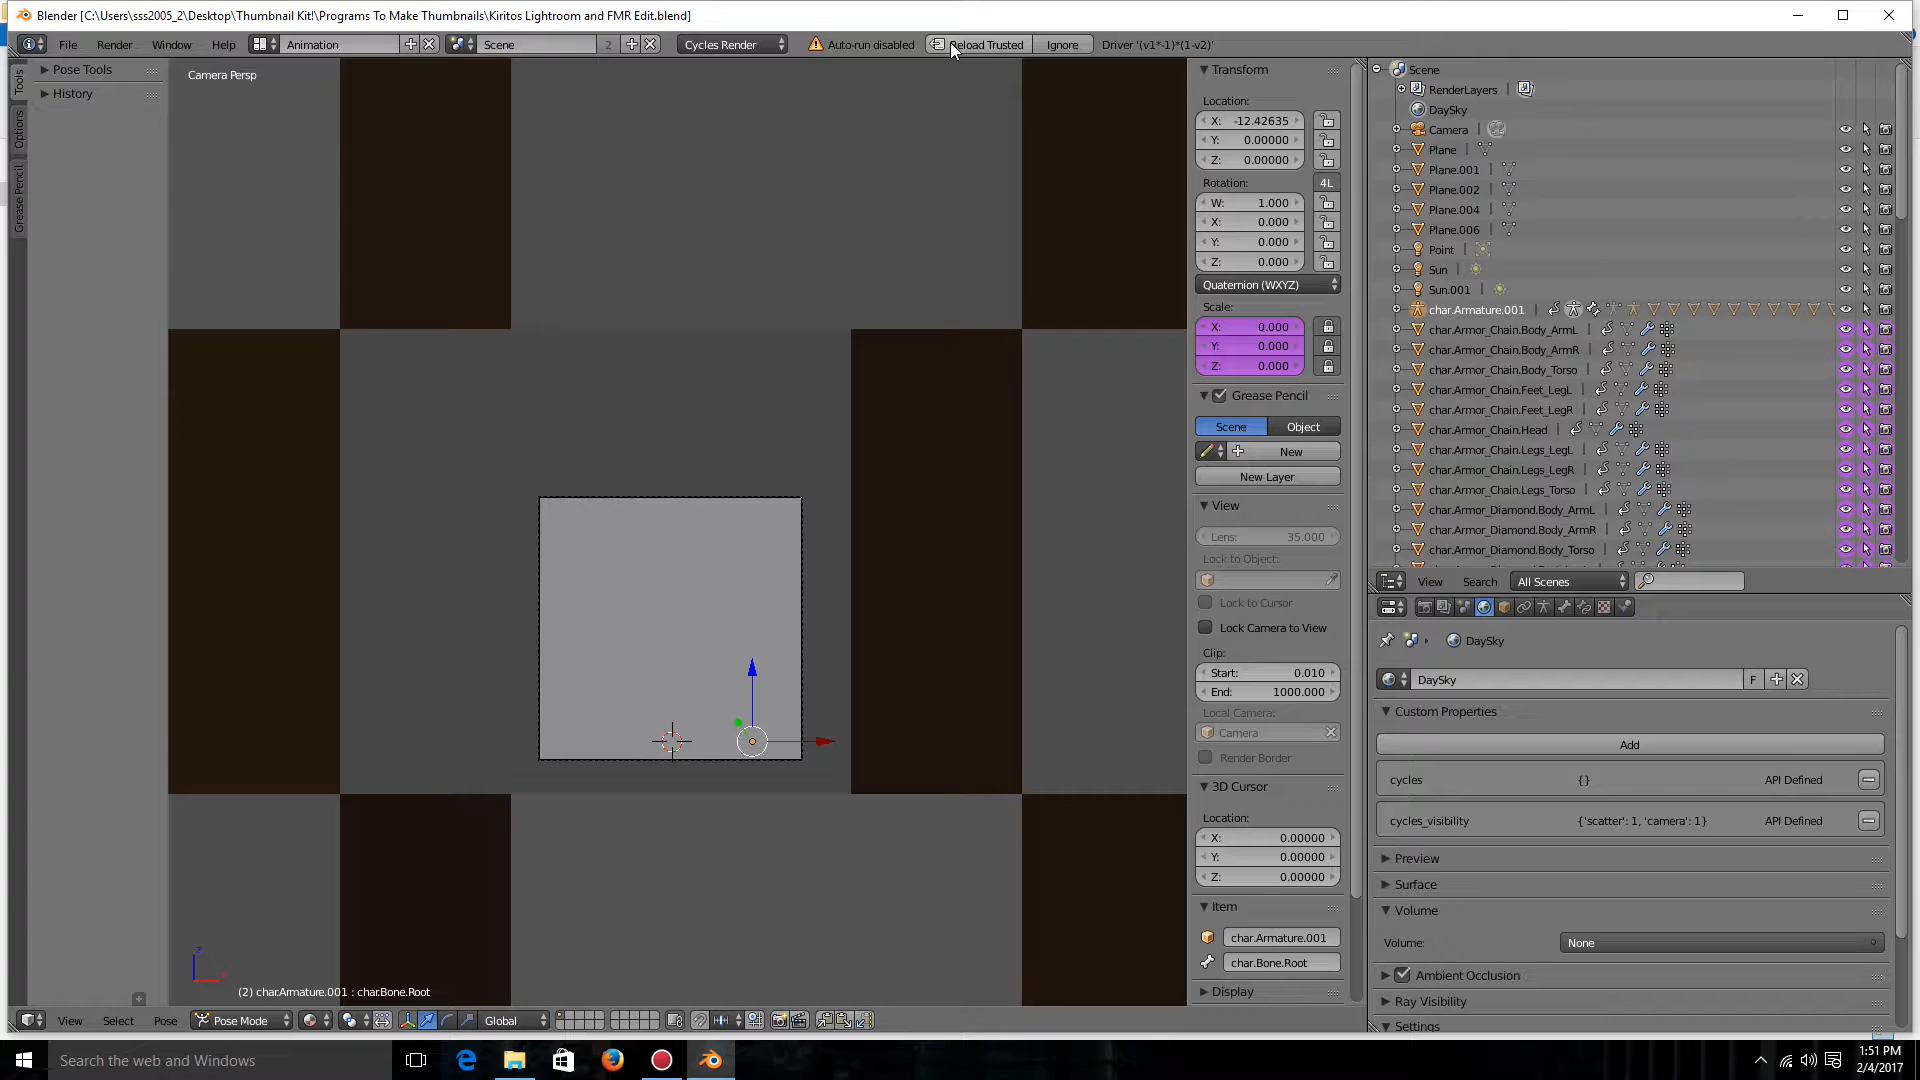 Blender [C:\Users\sss2005_2\Desktop\Thumbnail Kit!\Programs To Make Thumbnails\Kiritos Lightroom and FMR Edit.blend]
File Render Window Help Animation Scene 2 Cycles Render Auto-run disabled Reload Trusted Ignore Driver '(v1*-1)*(1-v2)'
Tools
Options
Grease Pencil
Pose Tools
History
Camera Persp
(2) char.Armature.001 : char.Bone.Root
View Select Pose Pose Mode Global
Transform
Location:
X: -12.42635
Y: 0.00000
Z: 0.00000
Rotation: 4L
W: 1.000
X: 0.000
Y: 0.000
Z: 0.000
Quaternion (WXYZ)
Scale:
X: 0.000
Y: 0.000
Z: 0.000
Grease Pencil
Scene Object
New
New Layer
View
Lens: 35.000
Lock to Object:
Lock to Cursor
Lock Camera to View
Clip:
Start: 0.010
End: 1000.000
Local Camera:
Camera
Render Border
3D Cursor
Location:
X: 0.00000
Y: 0.00000
Z: 0.00000
Item
char.Armature.001
char.Bone.Root
Display
Scene
RenderLayers
DaySky
Camera
Plane
Plane.001
Plane.002
Plane.004
Plane.006
Point
Sun
Sun.001
char.Armature.001
char.Armor_Chain.Body_ArmL
char.Armor_Chain.Body_ArmR
char.Armor_Chain.Body_Torso
char.Armor_Chain.Feet_LegL
char.Armor_Chain.Feet_LegR
char.Armor_Chain.Head
char.Armor_Chain.Legs_LegL
char.Armor_Chain.Legs_LegR
char.Armor_Chain.Legs_Torso
char.Armor_Diamond.Body_ArmL
char.Armor_Diamond.Body_ArmR
char.Armor_Diamond.Body_Torso
View Search All Scenes
DaySky
DaySky F
Custom Properties
Add
cycles {} API Defined
cycles_visibility {'scatter': 1, 'camera': 1} API Defined
Preview
Surface
Volume
Volume: None
Ambient Occlusion
Ray Visibility
Settings
Search the web and Windows
1:51 PM
2/4/2017